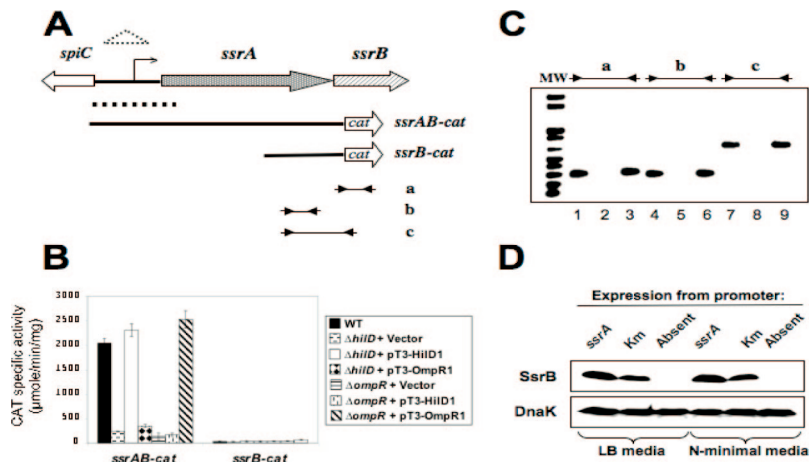 A
spiC
ssrA
ssrB
cat
ssrAB-cat
cat
ssrB-cat
a
b
c
B
CAT specific activity
(µmole/min/mg)
3000
2500
2000
1500
1000
500
0
ssrAB-cat
ssrB-cat
WT
ΔhilD + Vector
ΔhilD + pT3-HilD1
ΔhilD + pT3-OmpR1
ΔompR + Vector
ΔompR + pT3-HilD1
ΔompR + pT3-OmpR1
C
MW
a
b
c
1 2 3 4 5 6 7 8 9
D
Expression from promoter:
ssrA Km Absent ssrA Km Absent
SsrB
DnaK
LB media N-minimal media